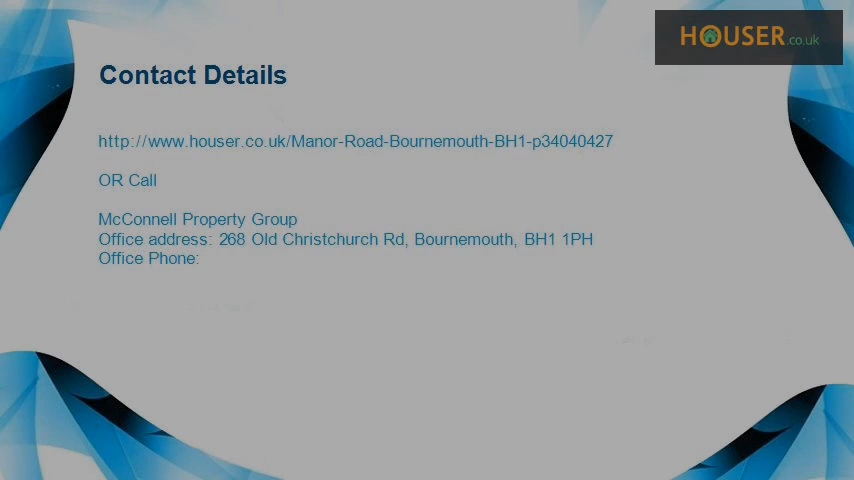 HOUSER.co.uk
Contact Details
http://www.houser.co.uk/Manor-Road-Bournemouth-BH1-p34040427
OR Call
McConnell Property Group
Office address: 268 Old Christchurch Rd, Bournemouth, BH1 1PH
Office Phone: